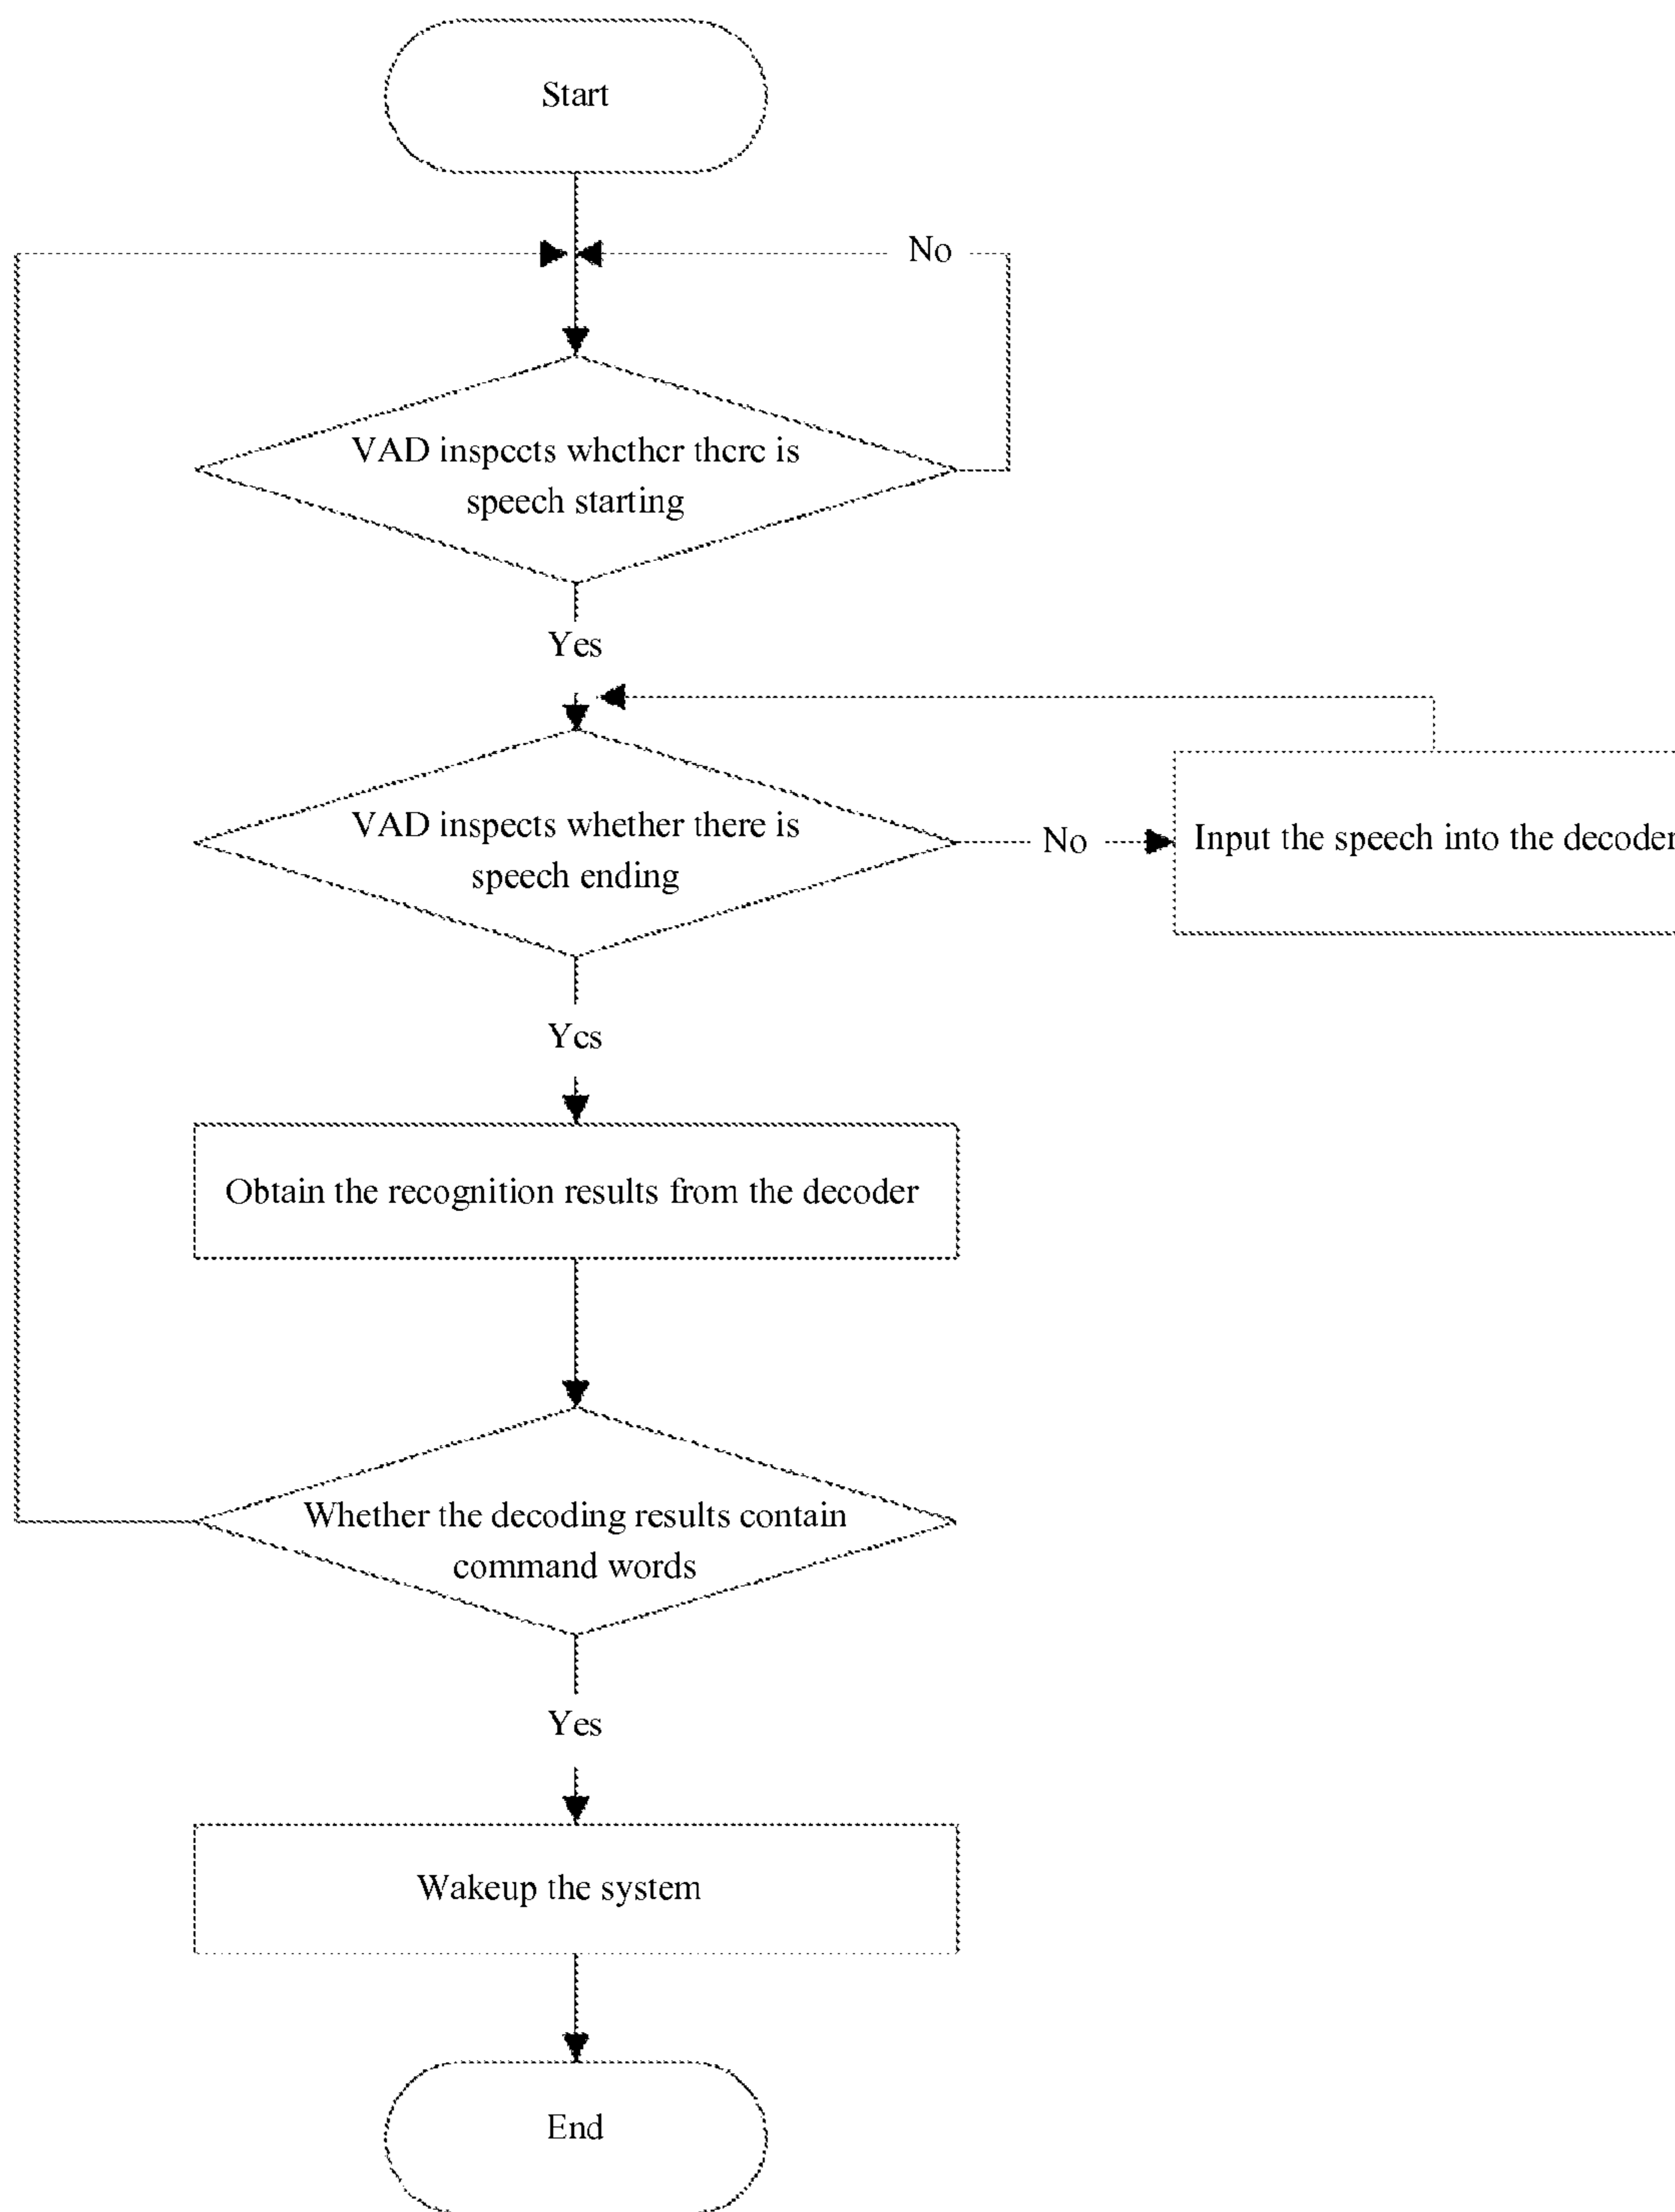 Start
No
VAD inspects whether there is
speech starting
Yes
VAD inspects whether there is
speech ending
No
Input the speech into the decoder
Yes
Obtain the recognition results from the decoder
Whether the decoding results contain
command words
Yes
Wakeup the system
End